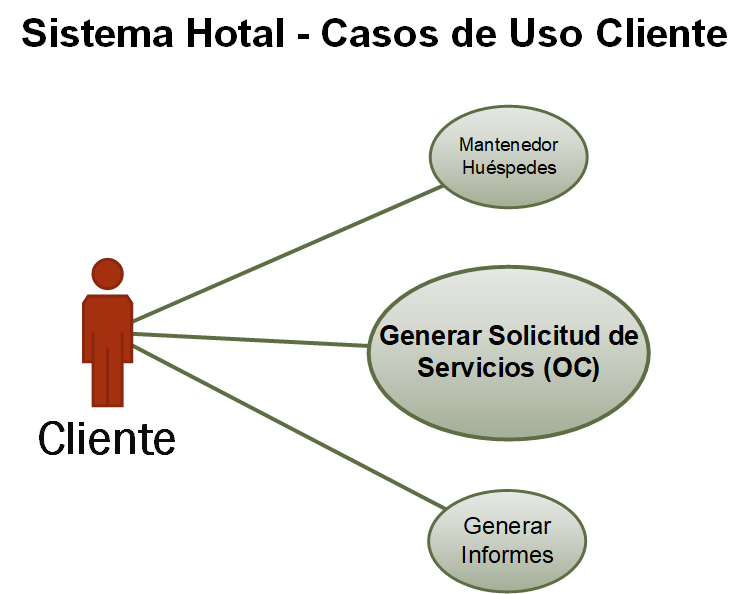 Sistema Hotal - Casos de Uso Cliente
Mantenedor
Huéspedes
Generar Solicitud de
Servicios (OC)
Cliente
Generar
Informes